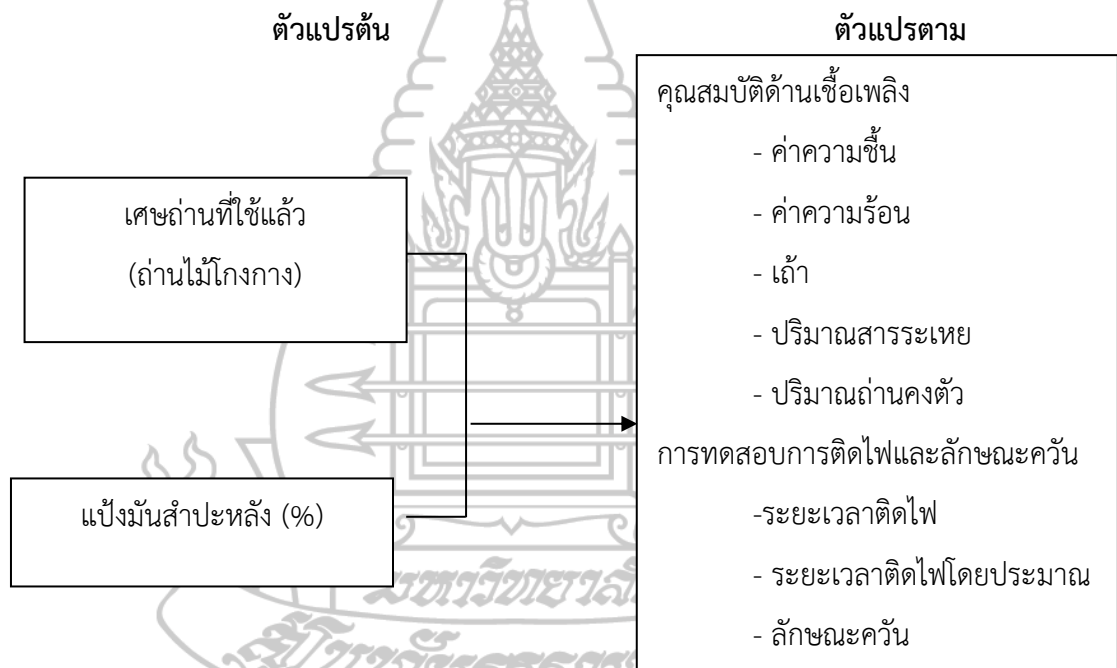 ตัวแปรต้น
ตัวแปรตาม
เศษถ่านที่ใช้แล้ว
(ถ่านไม้โกงกาง)
แป้งมันสำปะหลัง (%)
คุณสมบัติด้านเชื้อเพลิง
- ค่าความชื้น
- ค่าความร้อน
- เถ้า
- ปริมาณสารระเหย
- ปริมาณถ่านคงตัว
การทดสอบการติดไฟและลักษณะควัน
-ระยะเวลาติดไฟ
- ระยะเวลาติดไฟโดยประมาณ
- ลักษณะควัน